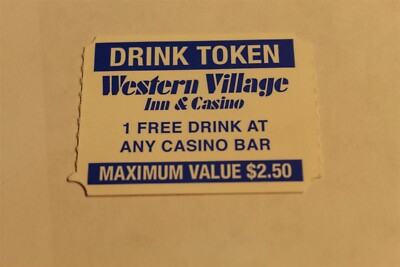 DRINK TOKEN
Western Village
Inn & Casino
1 FREE DRINK AT
ANY CASINO BAR
MAXIMUM VALUE $2.50